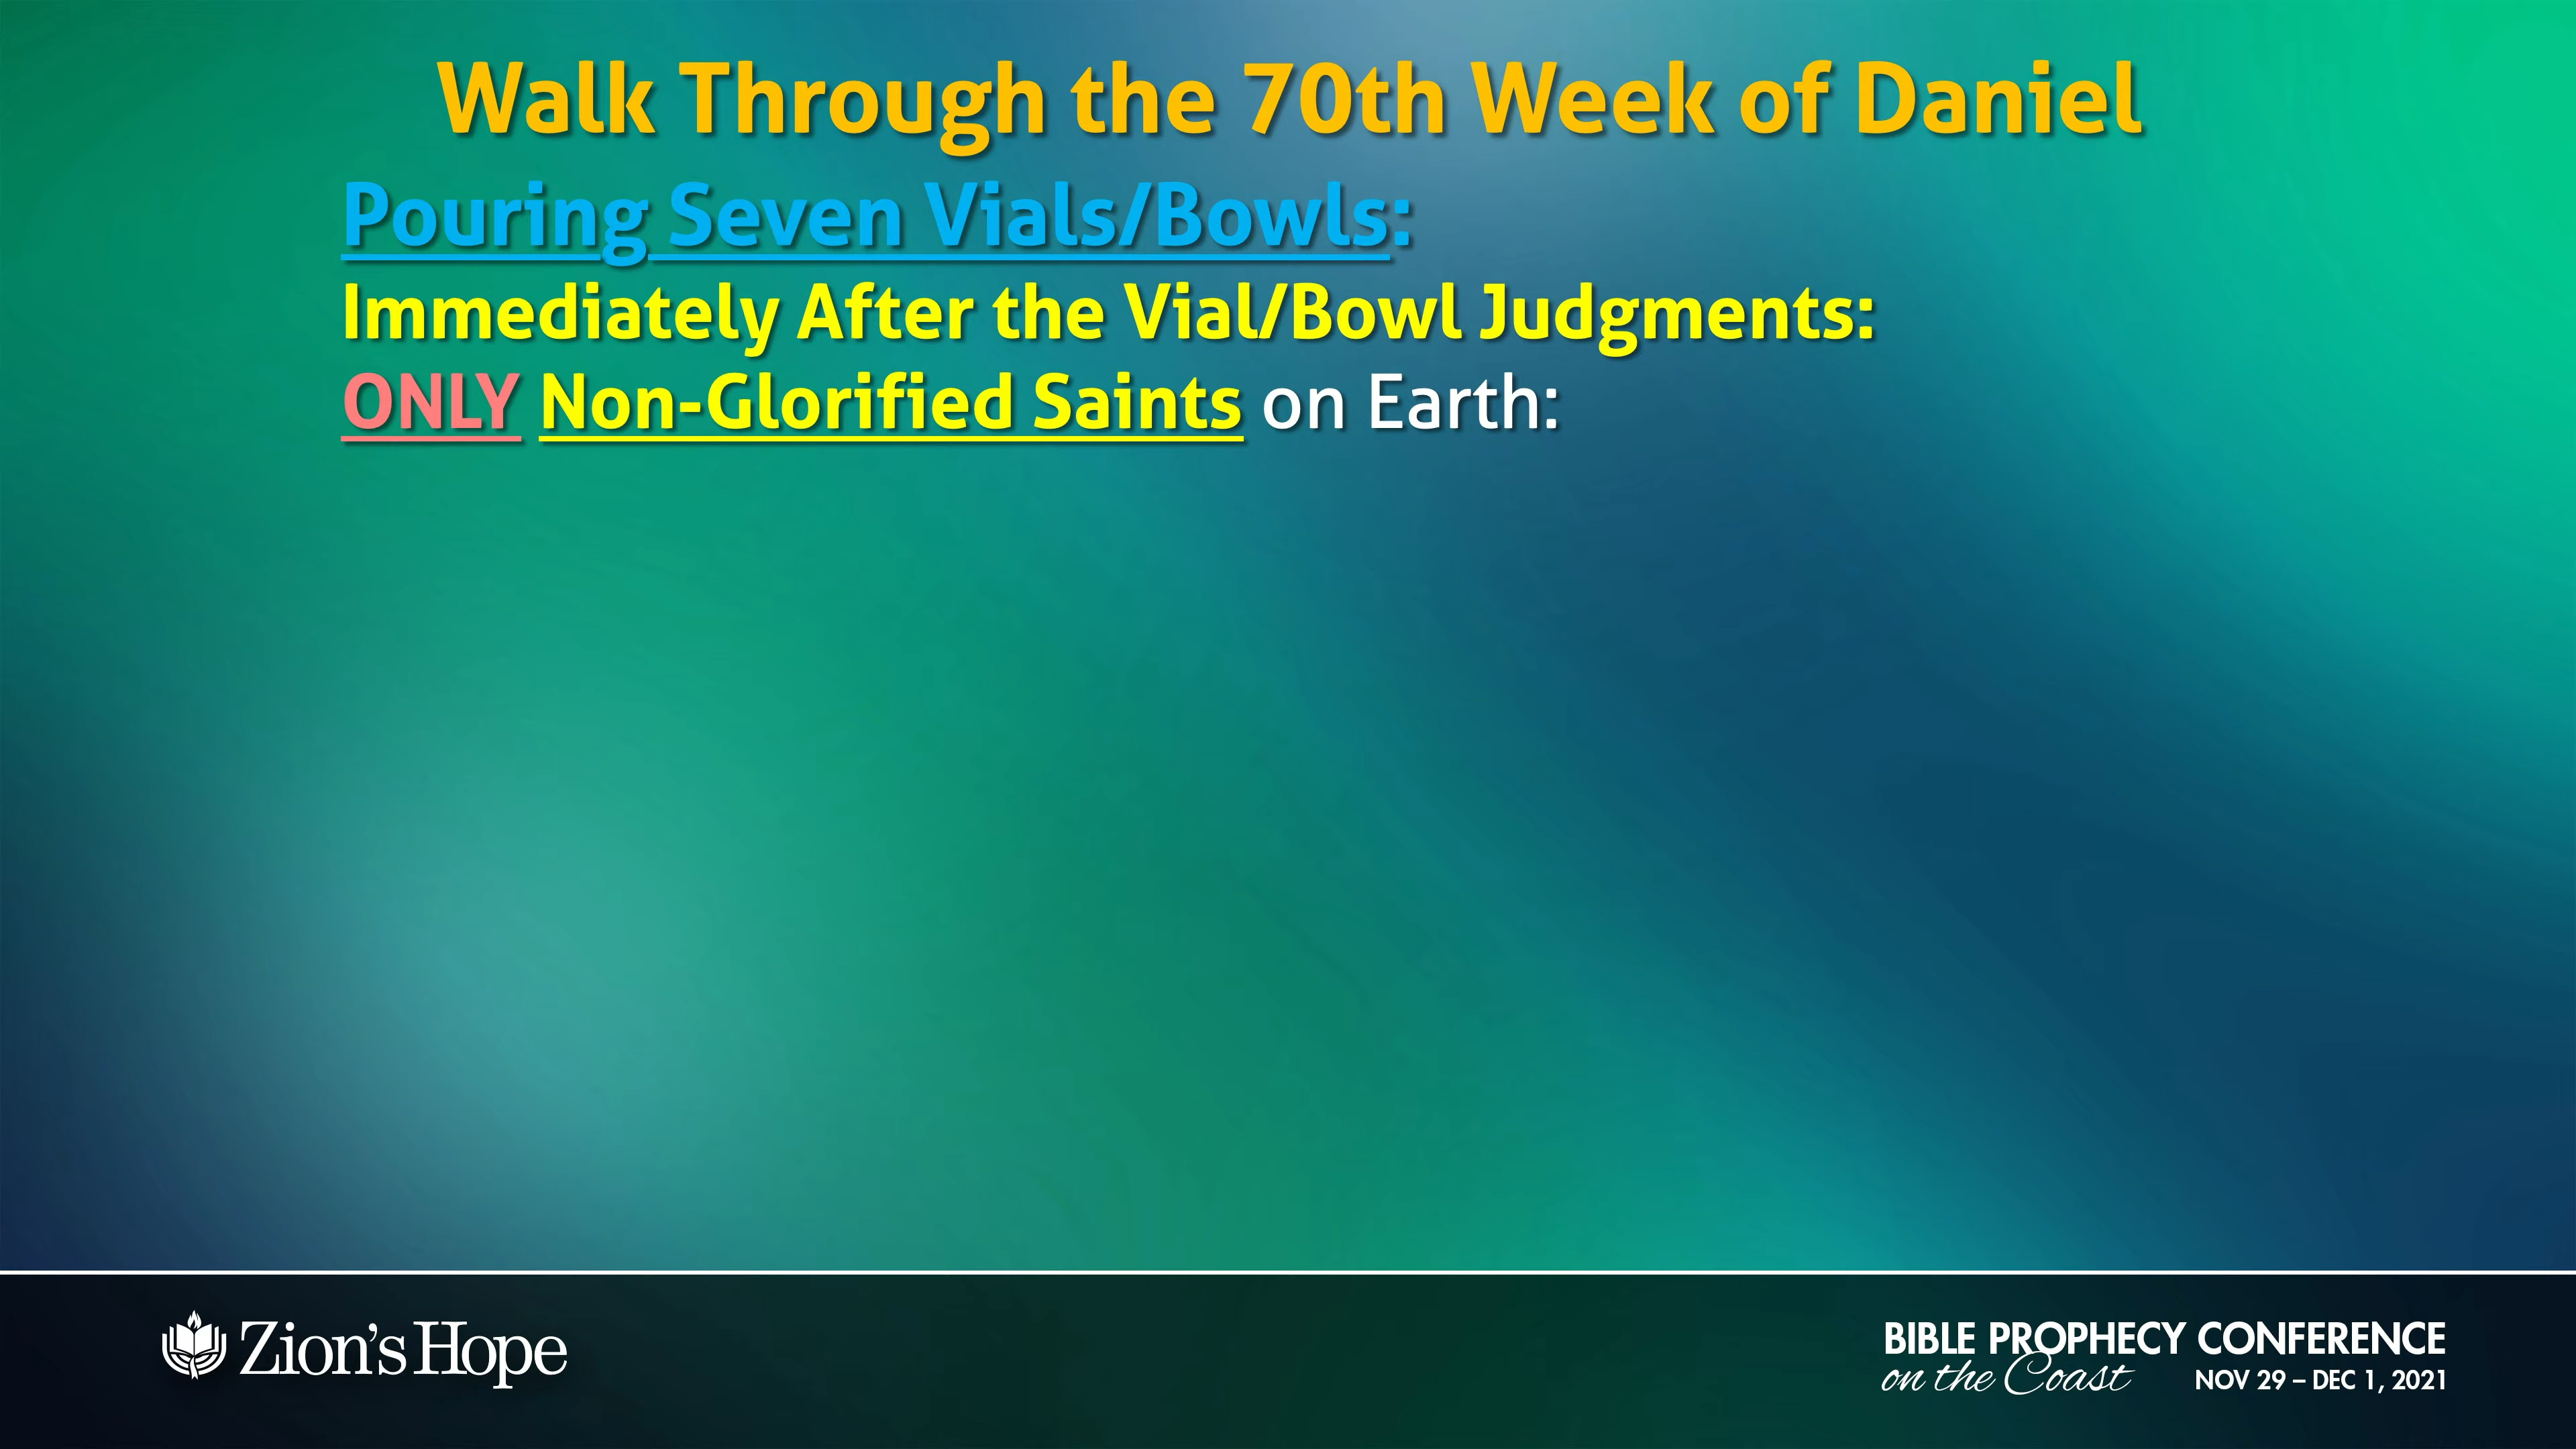 Walk Through the 70th Week of Daniel
Pouring Seven Vials/Bowls:
Immediately After the Vial/Bowl Judgments:
ONLY Non-Glorified Saints on Earth:
Zion's Hope
BIBLE PROPHECY CONFERENCE
on the Coast NOV 29 – DEC 1, 2021